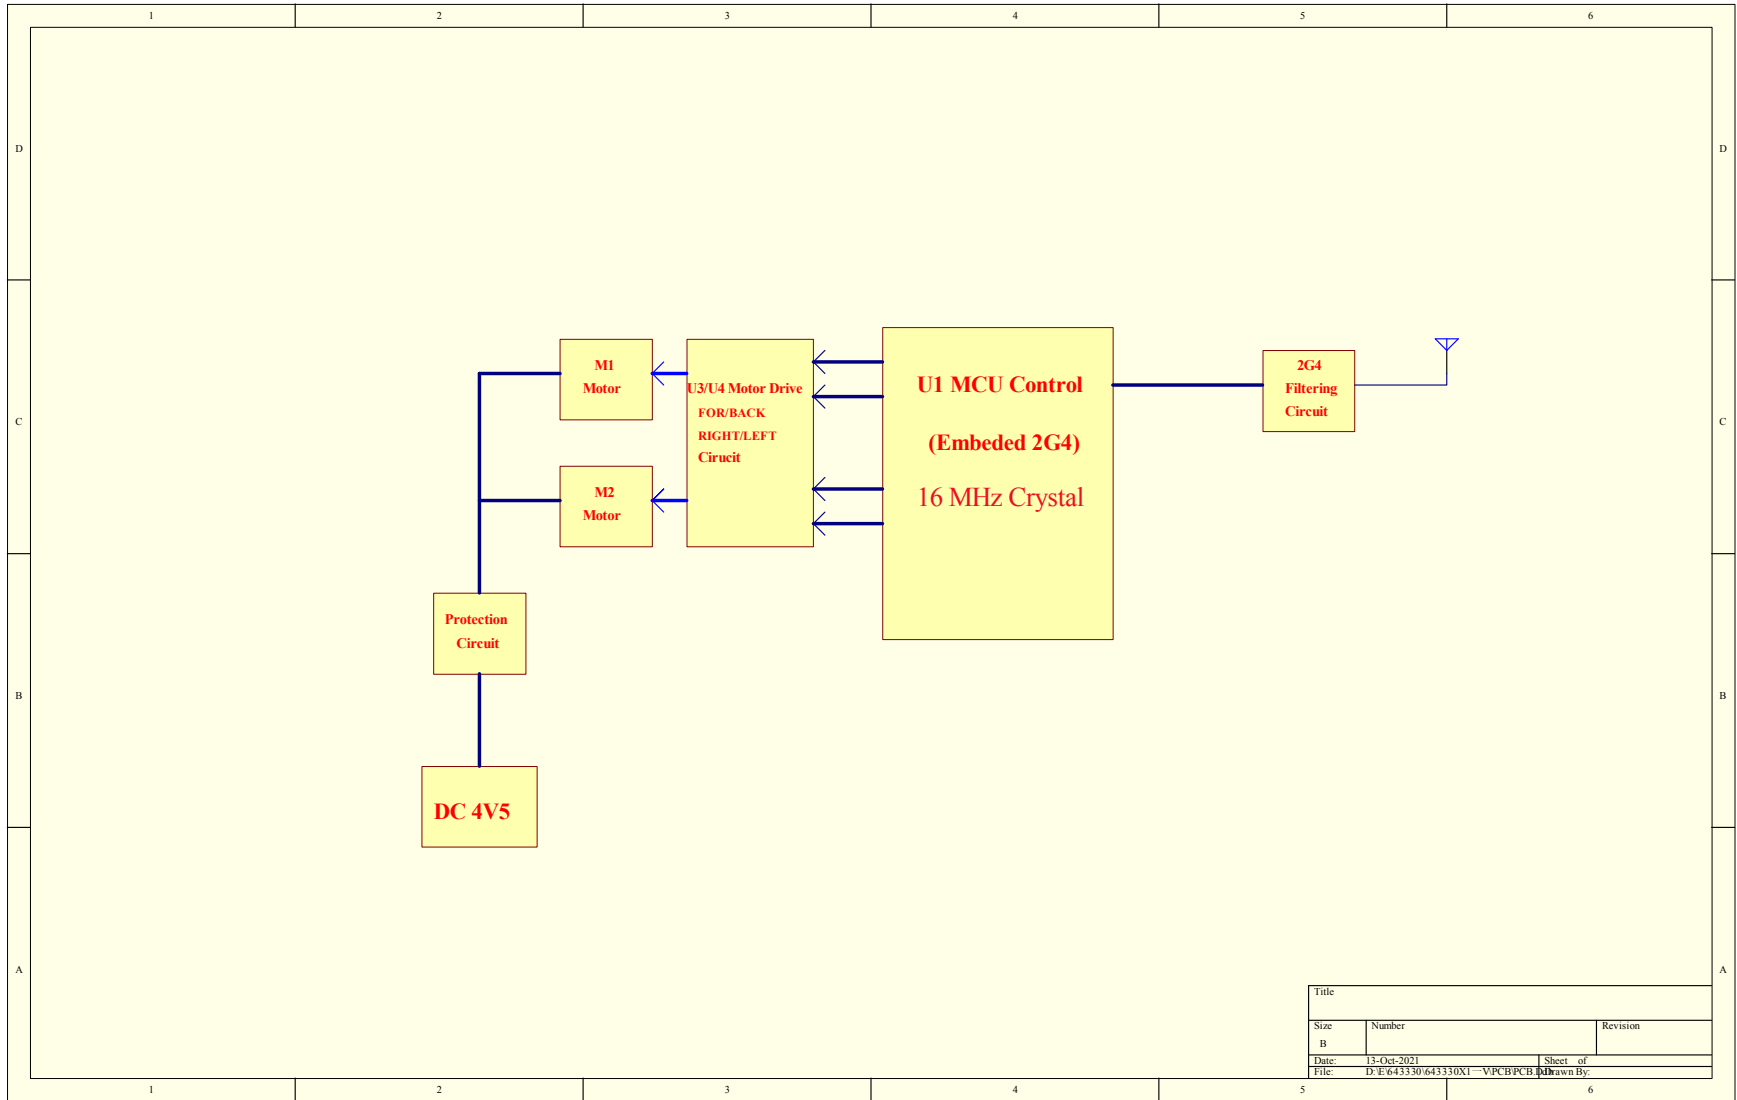 1 2 3 4 5 6
D D
C C
B B
A A
M1
Motor
M2
Motor
U3/U4 Motor Drive
FOR/BACK
RIGHT/LEFT
Cirucit
U1 MCU Control
(Embeded 2G4)
16 MHz Crystal
2G4
Filtering
Circuit
Protection
Circuit
DC 4V5
Title
Size Number Revision
B
Date: 13-Oct-2021 Sheet of
File: Drawn By:
1 2 3 4 5 6